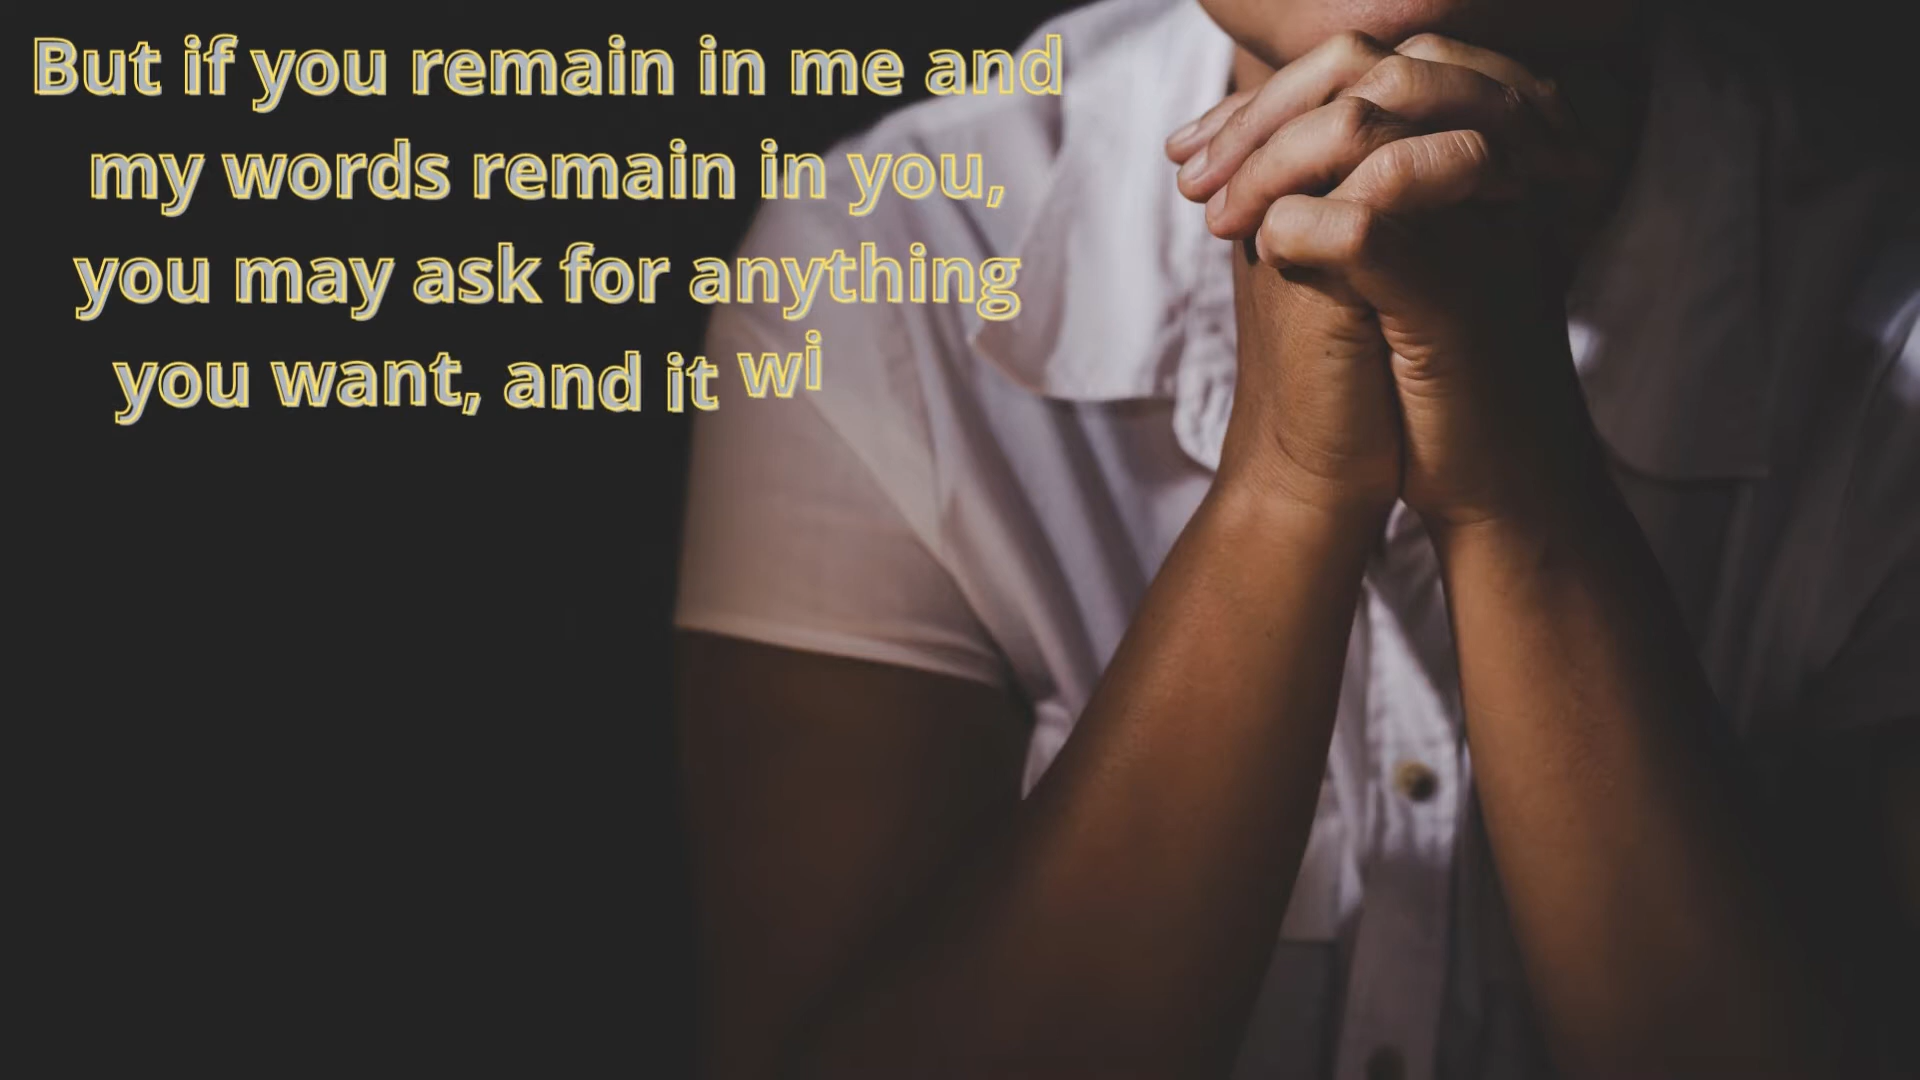 But if you remain in me and
my words remain in you,
you may ask for anything
you want, and it wi